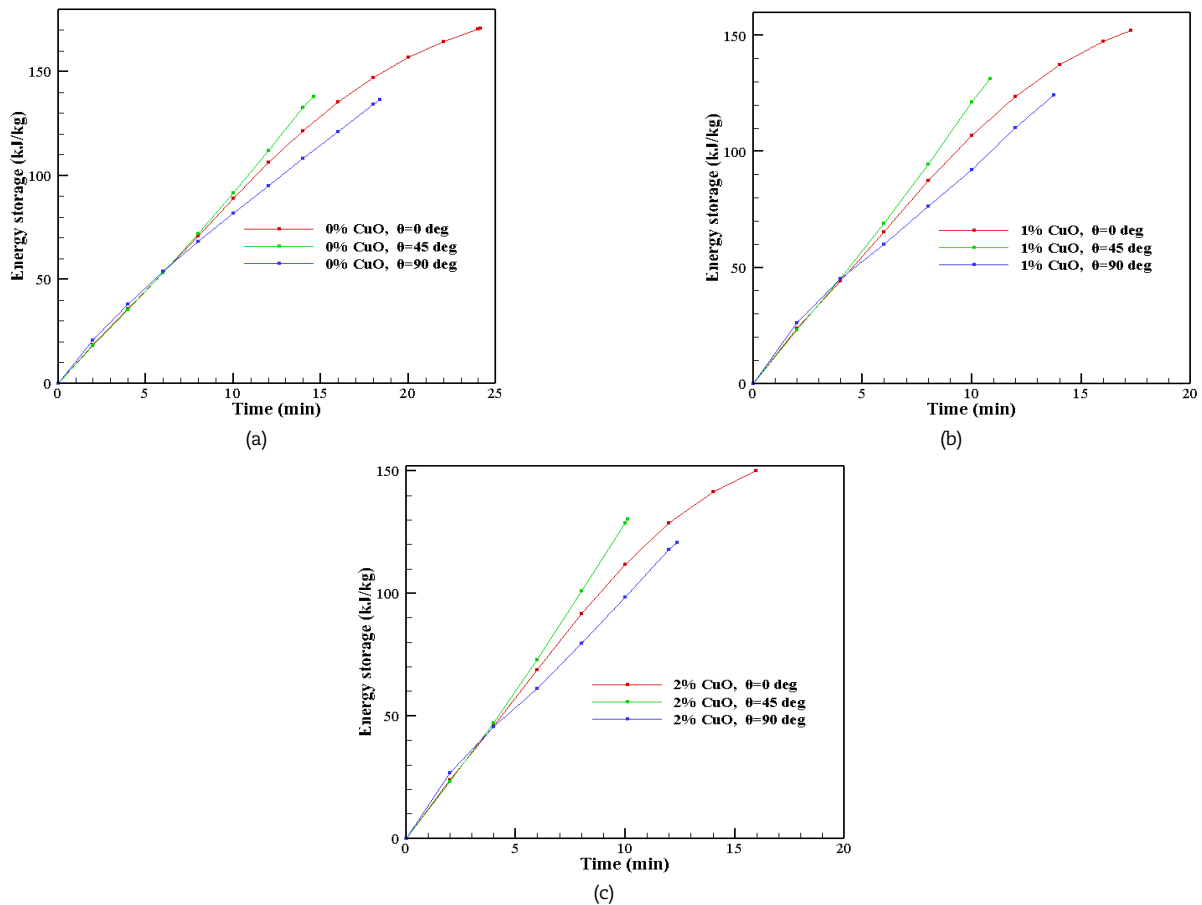 Energy storage (kJ/kg)
150
100
50
0
0% CuO, θ=0 deg
0% CuO, θ=45 deg
0% CuO, θ=90 deg
0 5 10 15 20 25
Time (min)
(a)
Energy storage (kJ/kg)
150
100
50
0
1% CuO, θ=0 deg
1% CuO, θ=45 deg
1% CuO, θ=90 deg
0 5 10 15 20
Time (min)
(b)
Energy storage (kJ/kg)
150
100
50
0
2% CuO, θ=0 deg
2% CuO, θ=45 deg
2% CuO, θ=90 deg
0 5 10 15 20
Time (min)
(c)